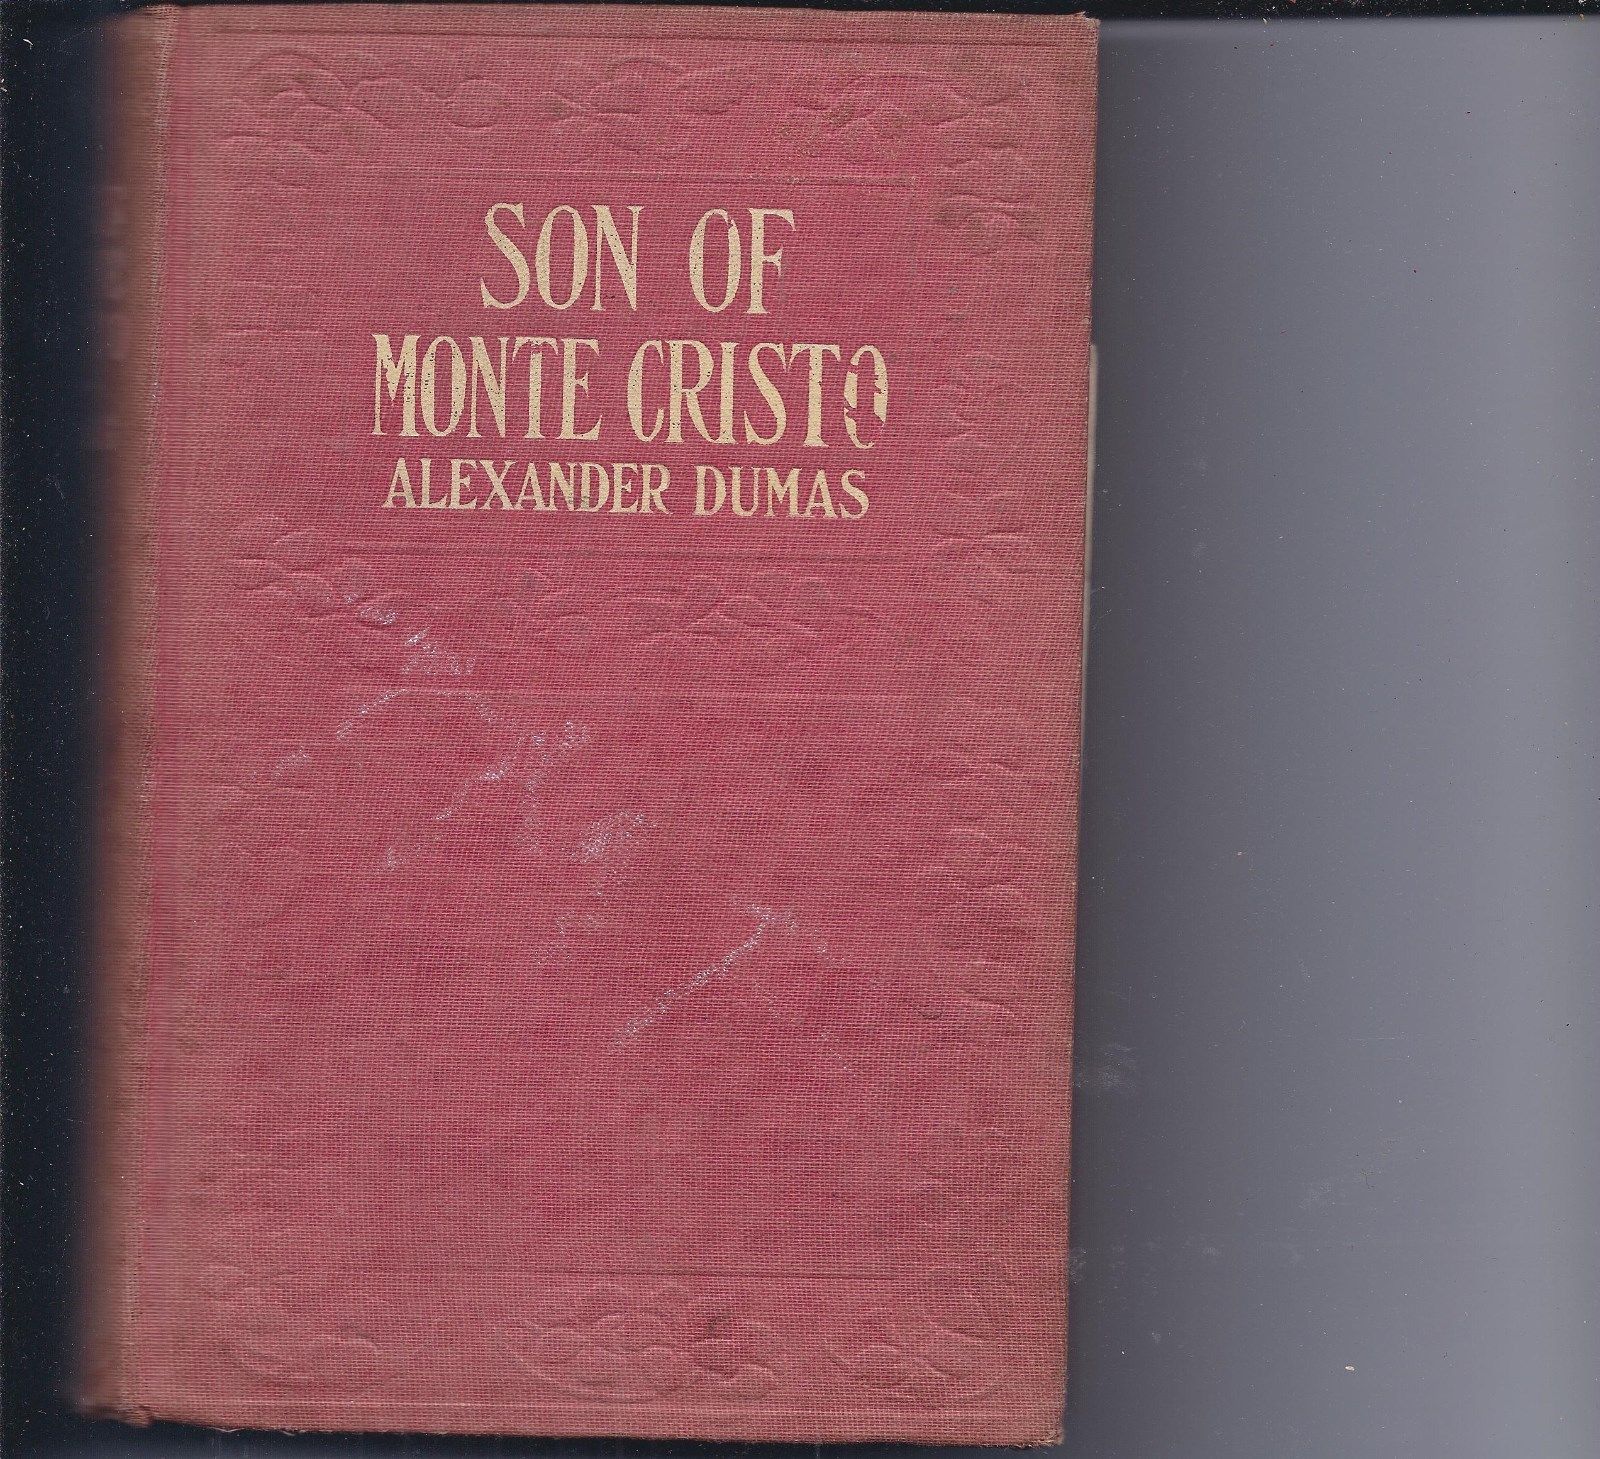 SON OF
MONTE CRISTO
ALEXANDER DUMAS